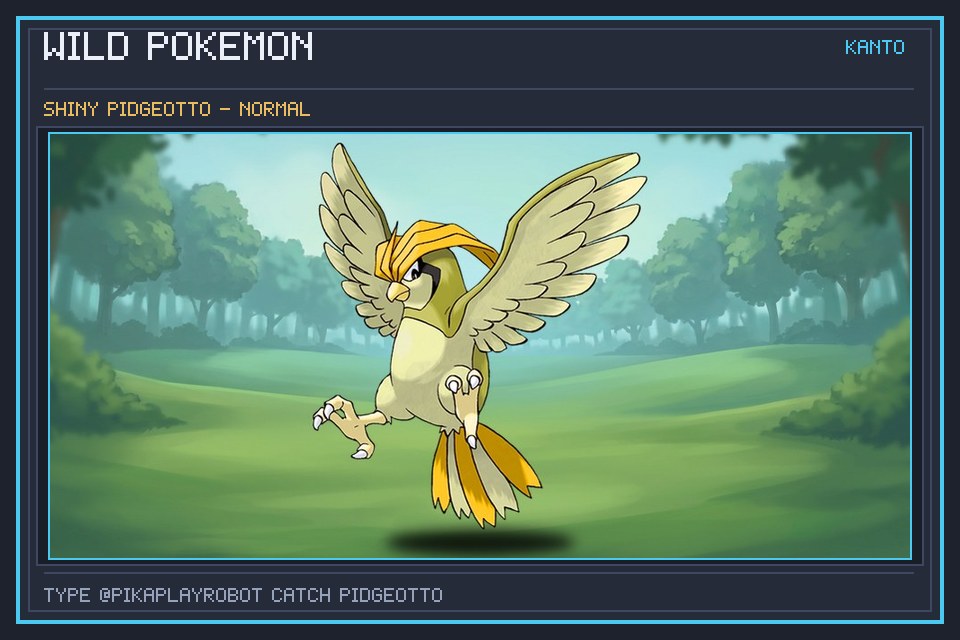 WILD POKEMON
KANTO
SHINY PIDGEOTTO - NORMAL
TYPE @PIKAPLAYROBOT CATCH PIDGEOTTO